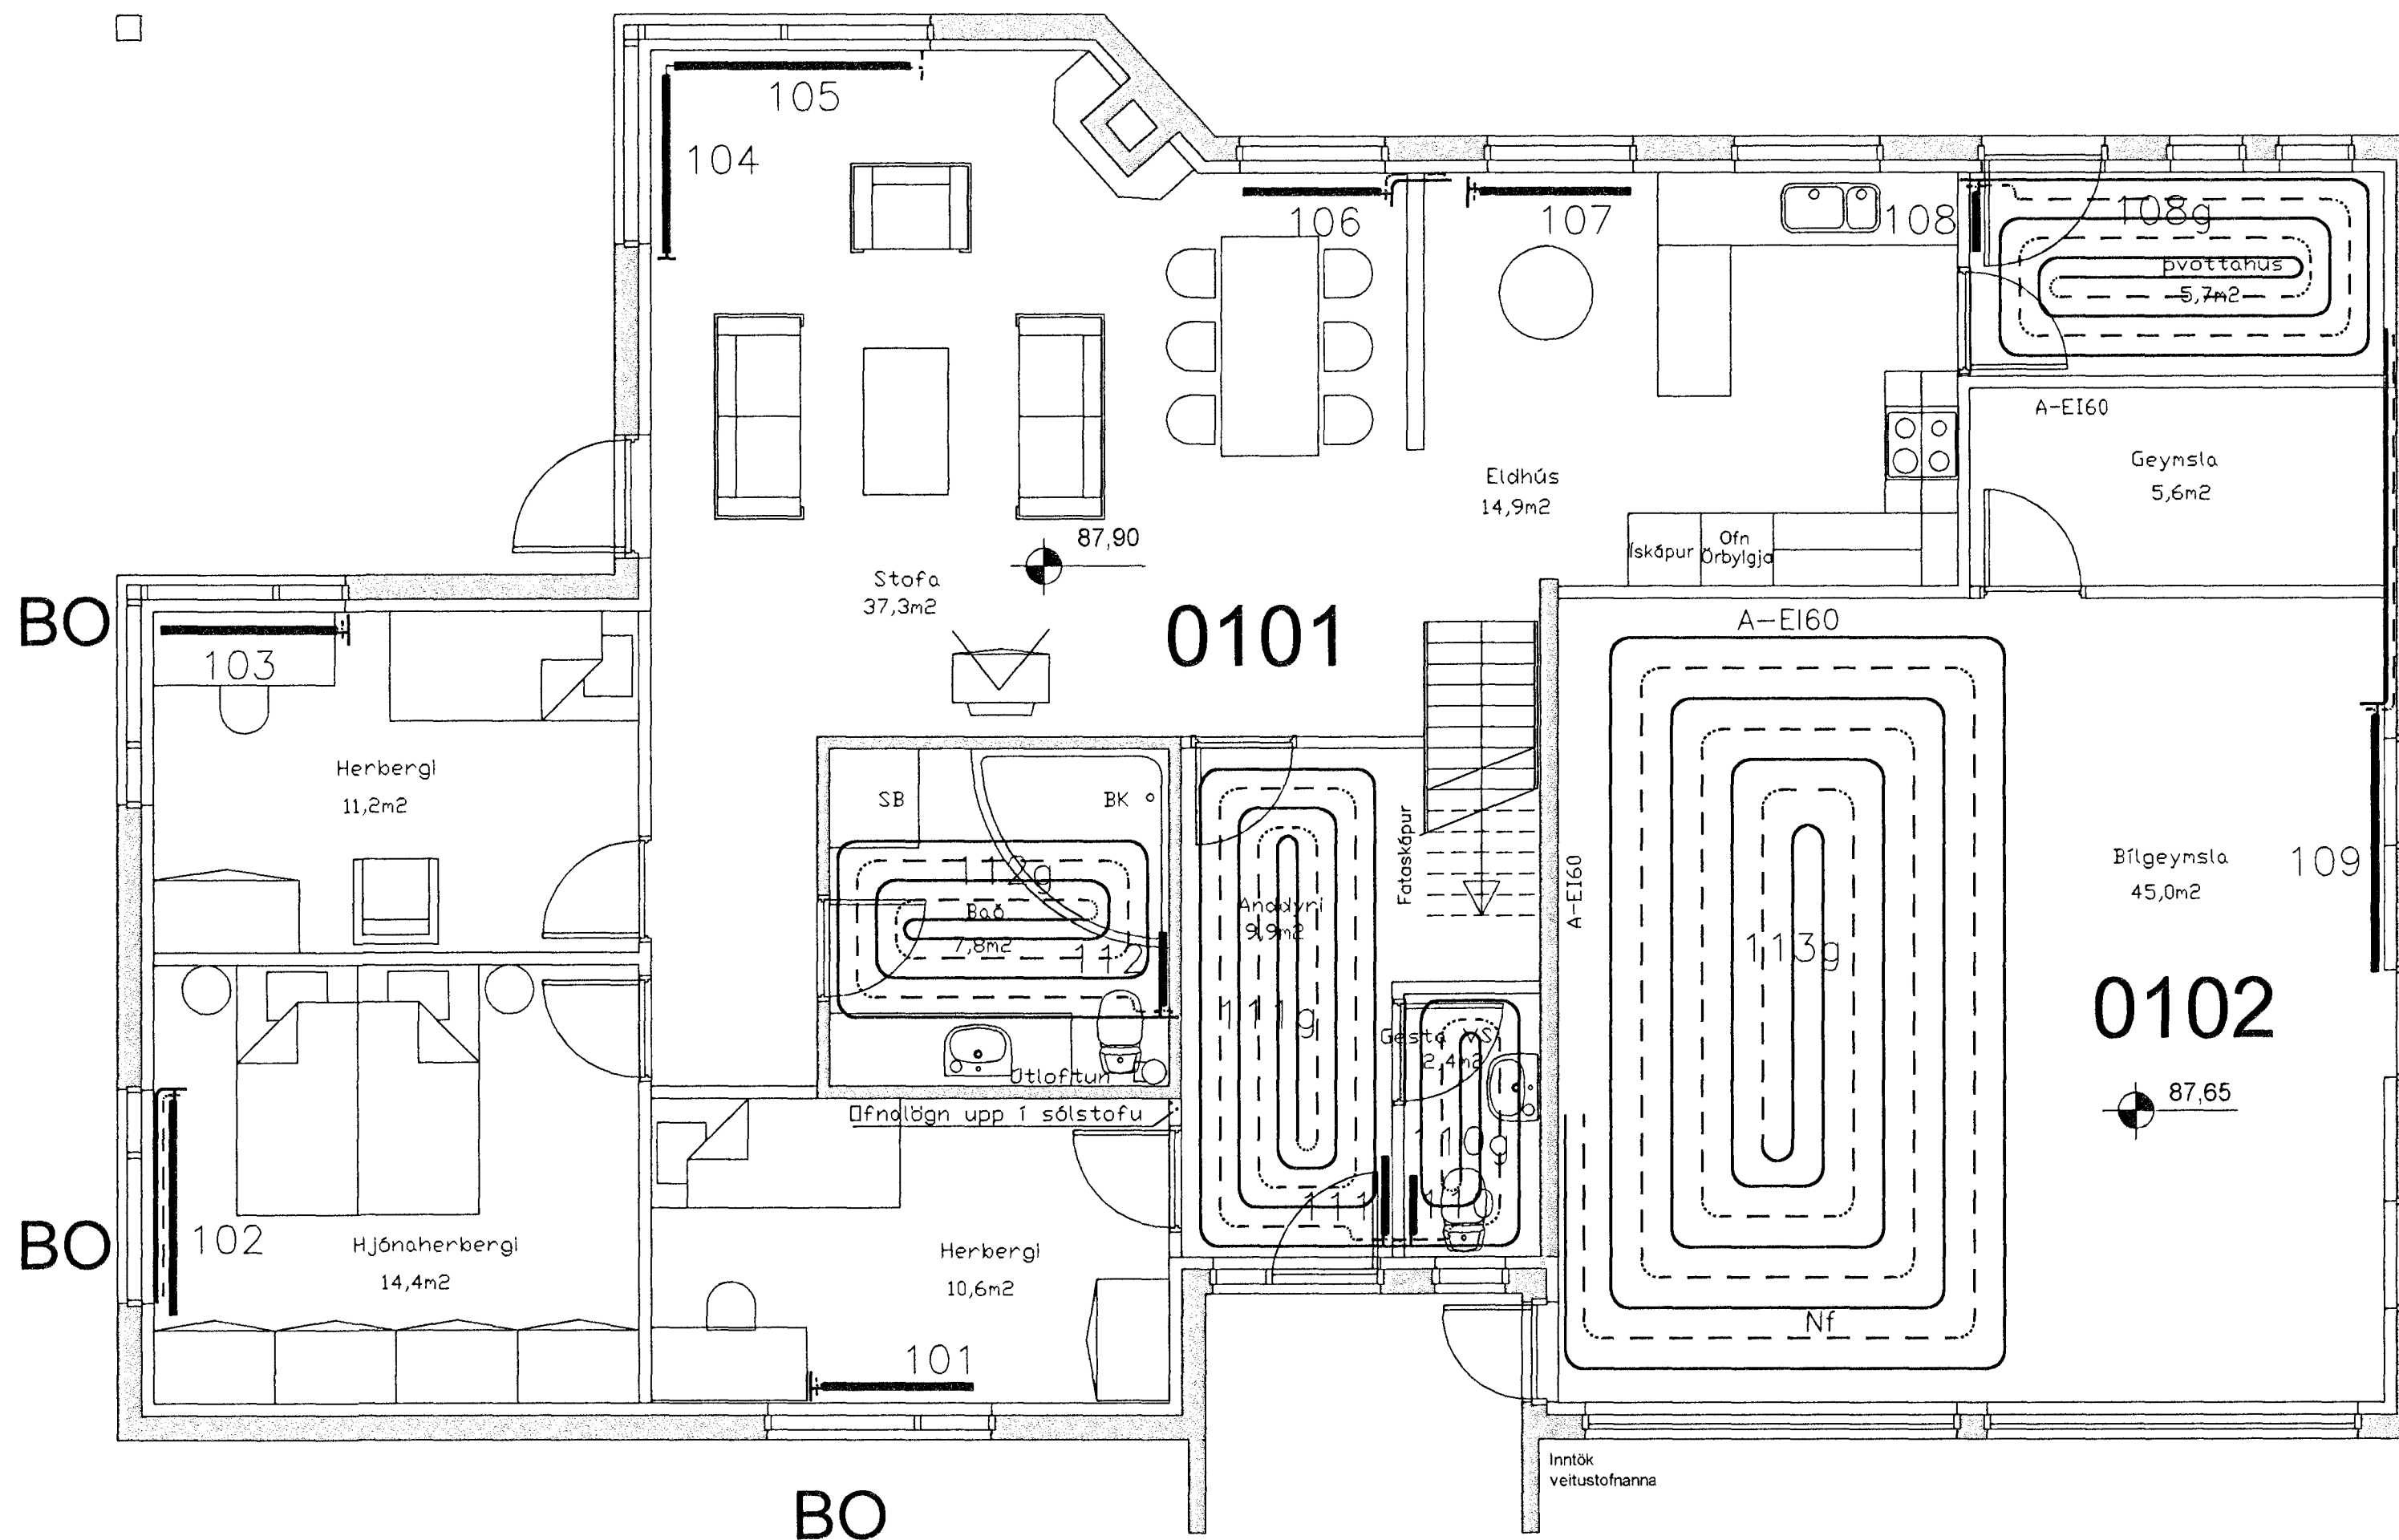 105
104
106
107
108
108g
Þvottahús
5,7m2
A-EI60
Geymsla
5,6m2
Eldhús
14,9m2
Ískápur
Ofn
Örbylgja
87,90
Stofa
37,3m2
0101
BO
103
Herbergi
11,2m2
A-EI60
SB
BK
112g
Bað
7,8m2
112
Anddyri
9,9m2
111g
Fataskápur
A-EI60
113g
Bílgeymsla
45,0m2
109
0102
87,65
Gesta WS
2,4m2
110g
111
110
Útloftun
Ofnalögn upp í sólstofu
BO
102
Hjónaherbergi
14,4m2
Herbergi
10,6m2
101
Nf
Inntök
veitustofnanna
BO